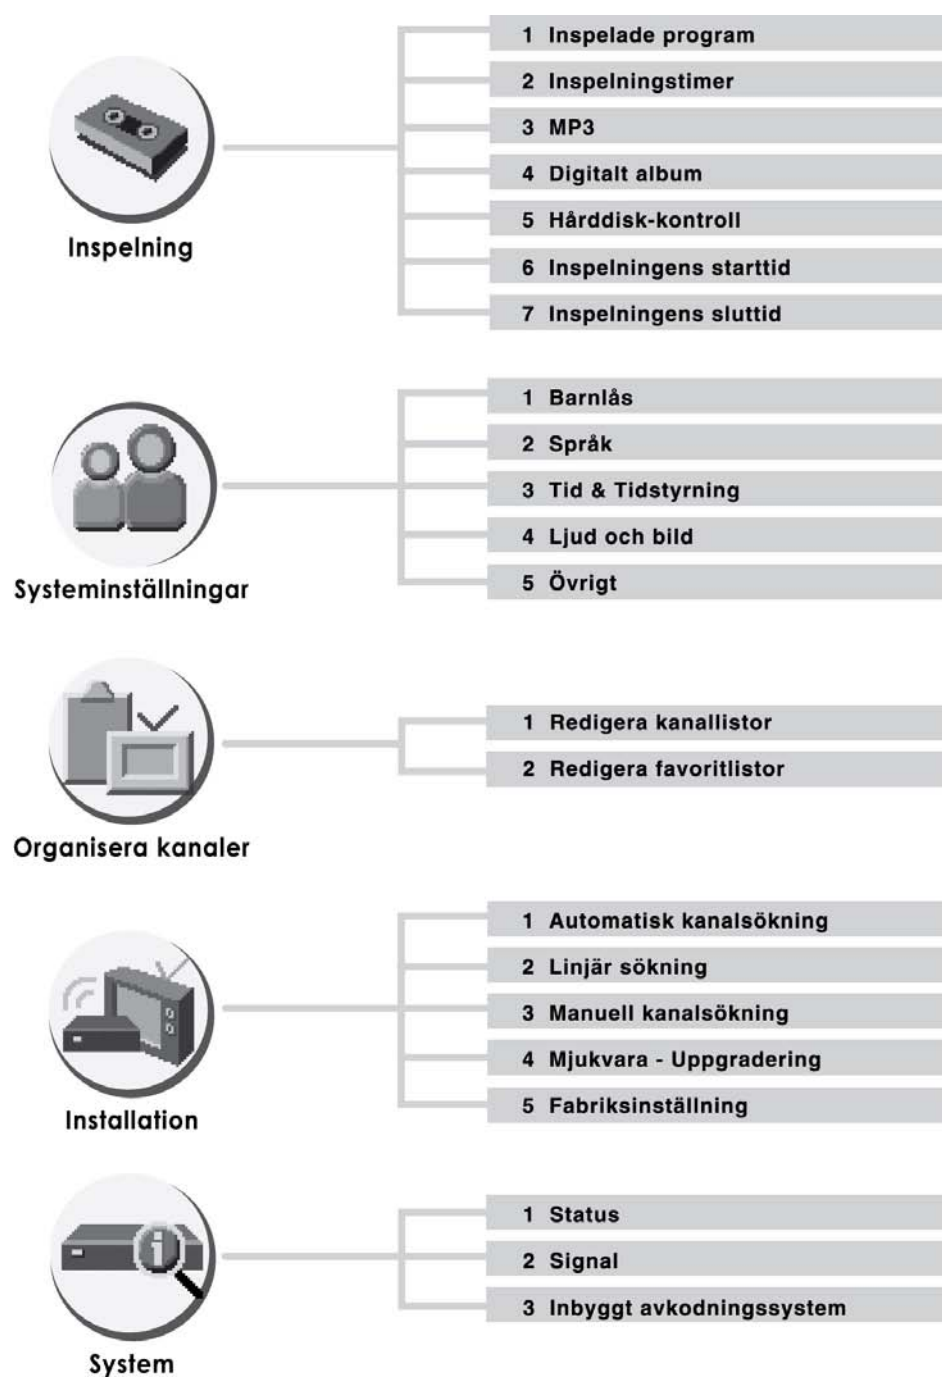 Inspelning
1 Inspelade program
2 Inspelningstimer
3 MP3
4 Digitalt album
5 Hårddisk-kontroll
6 Inspelningens starttid
7 Inspelningens sluttid
Systeminställningar
1 Barnlås
2 Språk
3 Tid & Tidstyrning
4 Ljud och bild
5 Övrigt
Organisera kanaler
1 Redigera kanallistor
2 Redigera favoritlistor
Installation
1 Automatisk kanalsökning
2 Linjär sökning
3 Manuell kanalsökning
4 Mjukvara - Uppgradering
5 Fabriksinställning
System
1 Status
2 Signal
3 Inbyggt avkodningssystem